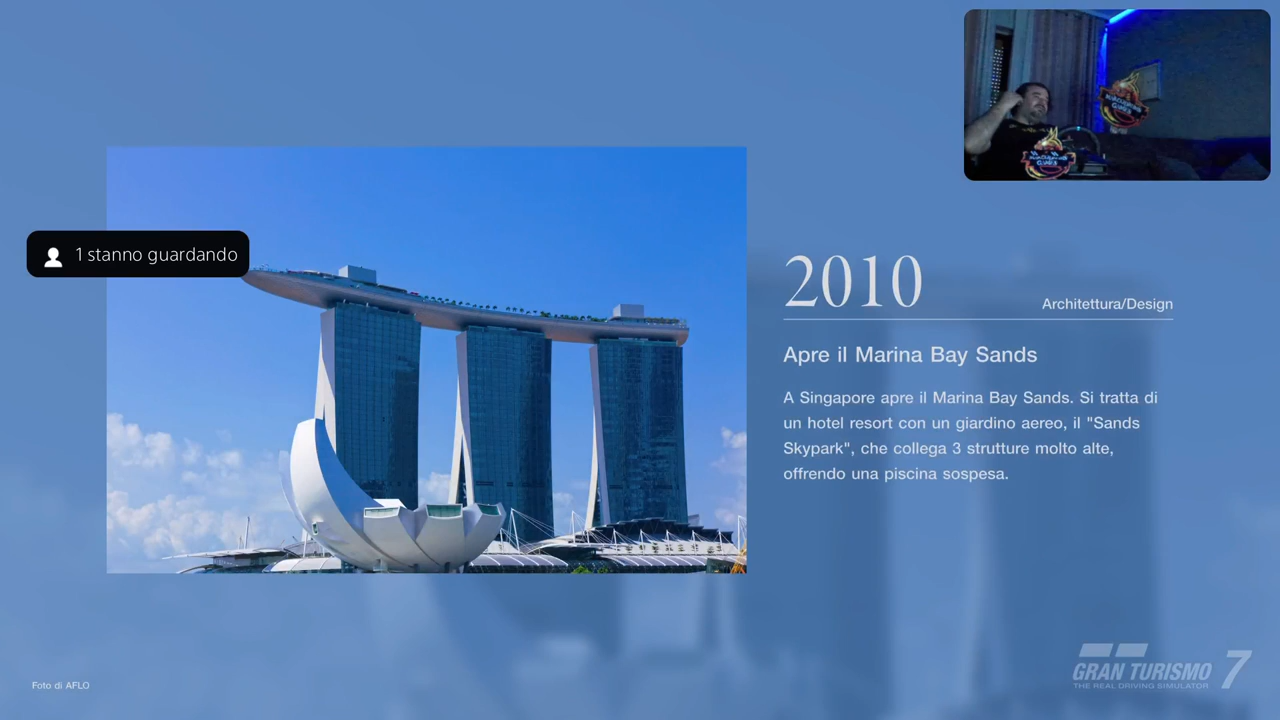 1 stanno guardando
2010
Architettura/Design
Apre il Marina Bay Sands
A Singapore apre il Marina Bay Sands. Si tratta di
un hotel resort con un giardino aereo, il "Sands
Skypark", che collega 3 strutture molto alte,
offrendo una piscina sospesa.
Foto di AFLO
GRAN TURISMO 7
THE REAL DRIVING SIMULATOR